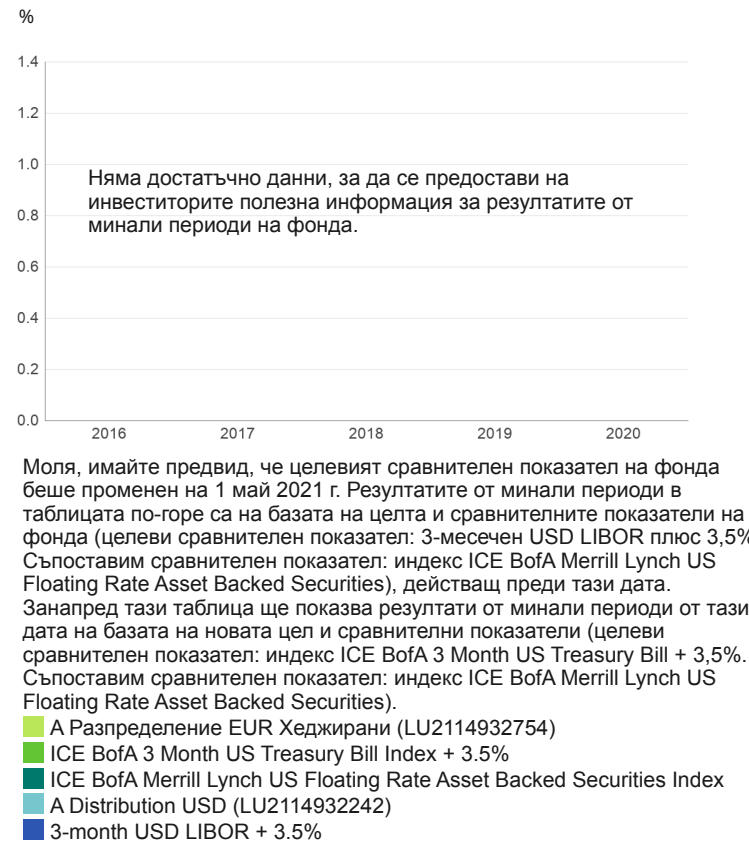 %
1.4
1.2
1.0
Няма достатъчно данни, за да се предостави на
инвеститорите полезна информация за резултатите от
0.8
минали периоди на фонда.
0.6
0.4
0.2
0.0
2016 2017 2018 2019 2020
Моля, имайте предвид, че целевият сравнителен показател на фонда
беше променен на 1 май 2021 г. Резултатите от минали периоди в
таблицата по-горе са на базата на целта и сравнителните показатели на
фонда (целеви сравнителен показател: 3-месечен USD LIBOR плюс 3,5%
Съпоставим сравнителен показател: индекс ICE BofA Merrill Lynch US
Floating Rate Asset Backed Securities), действащ преди тази дата.
Занапред тази таблица ще показва резултати от минали периоди от тази
дата на базата на новата цел и сравнителни показатели (целеви
сравнителен показател: индекс ICE BofA 3 Month US Treasury Bill + 3,5%.
Съпоставим сравнителен показател: индекс ICE BofA Merrill Lynch US
Floating Rate Asset Backed Securities).
A Разпределение EUR Хеджирани (LU2114932754)
ICE BofA 3 Month US Treasury Bill Index + 3.5%
ICE BofA Merrill Lynch US Floating Rate Asset Backed Securities Index
A Distribution USD (LU2114932242)
3-month USD LIBOR + 3.5%